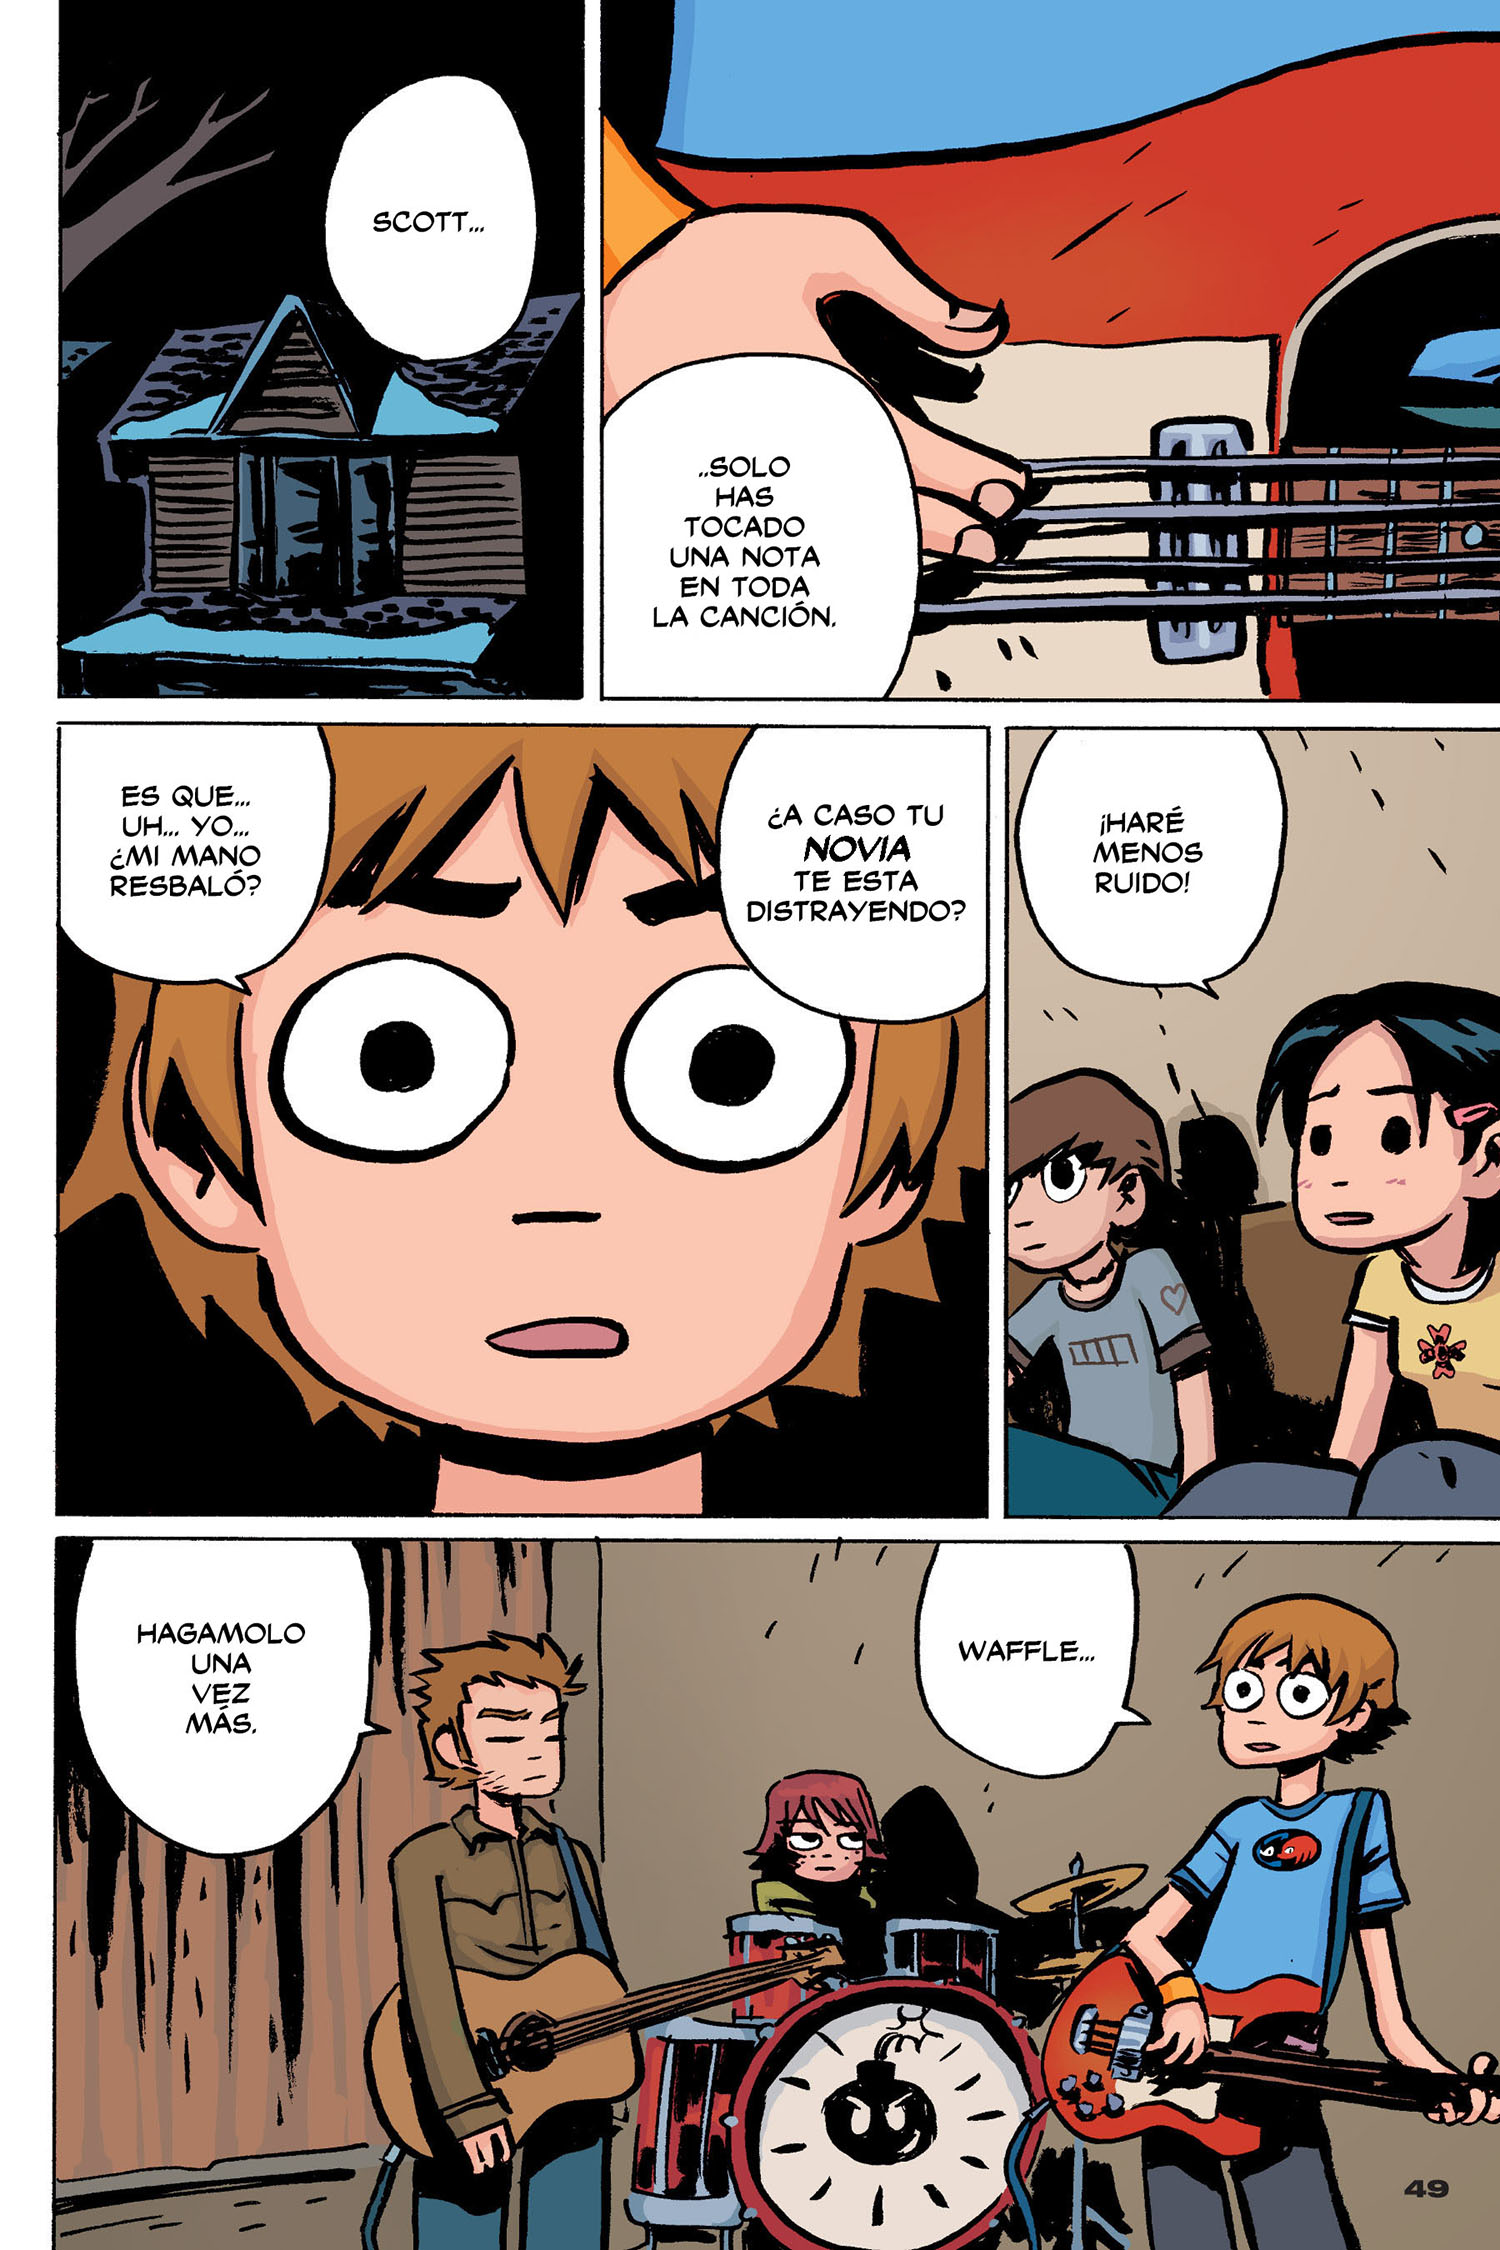 SCOTT...
..SOLO
HAS
TOCADO
UNA NOTA
EN TODA
LA CANCIÓN.
ES QUE...
UH... YO...
¿MI MANO
RESBALÓ?
¿A CASO TU
NOVIA
TE ESTA
DISTRAYENDO?
¡HARÉ
MENOS
RUIDO!
HAGAMOLO
UNA
VEZ
MÁS.
WAFFLE...
49